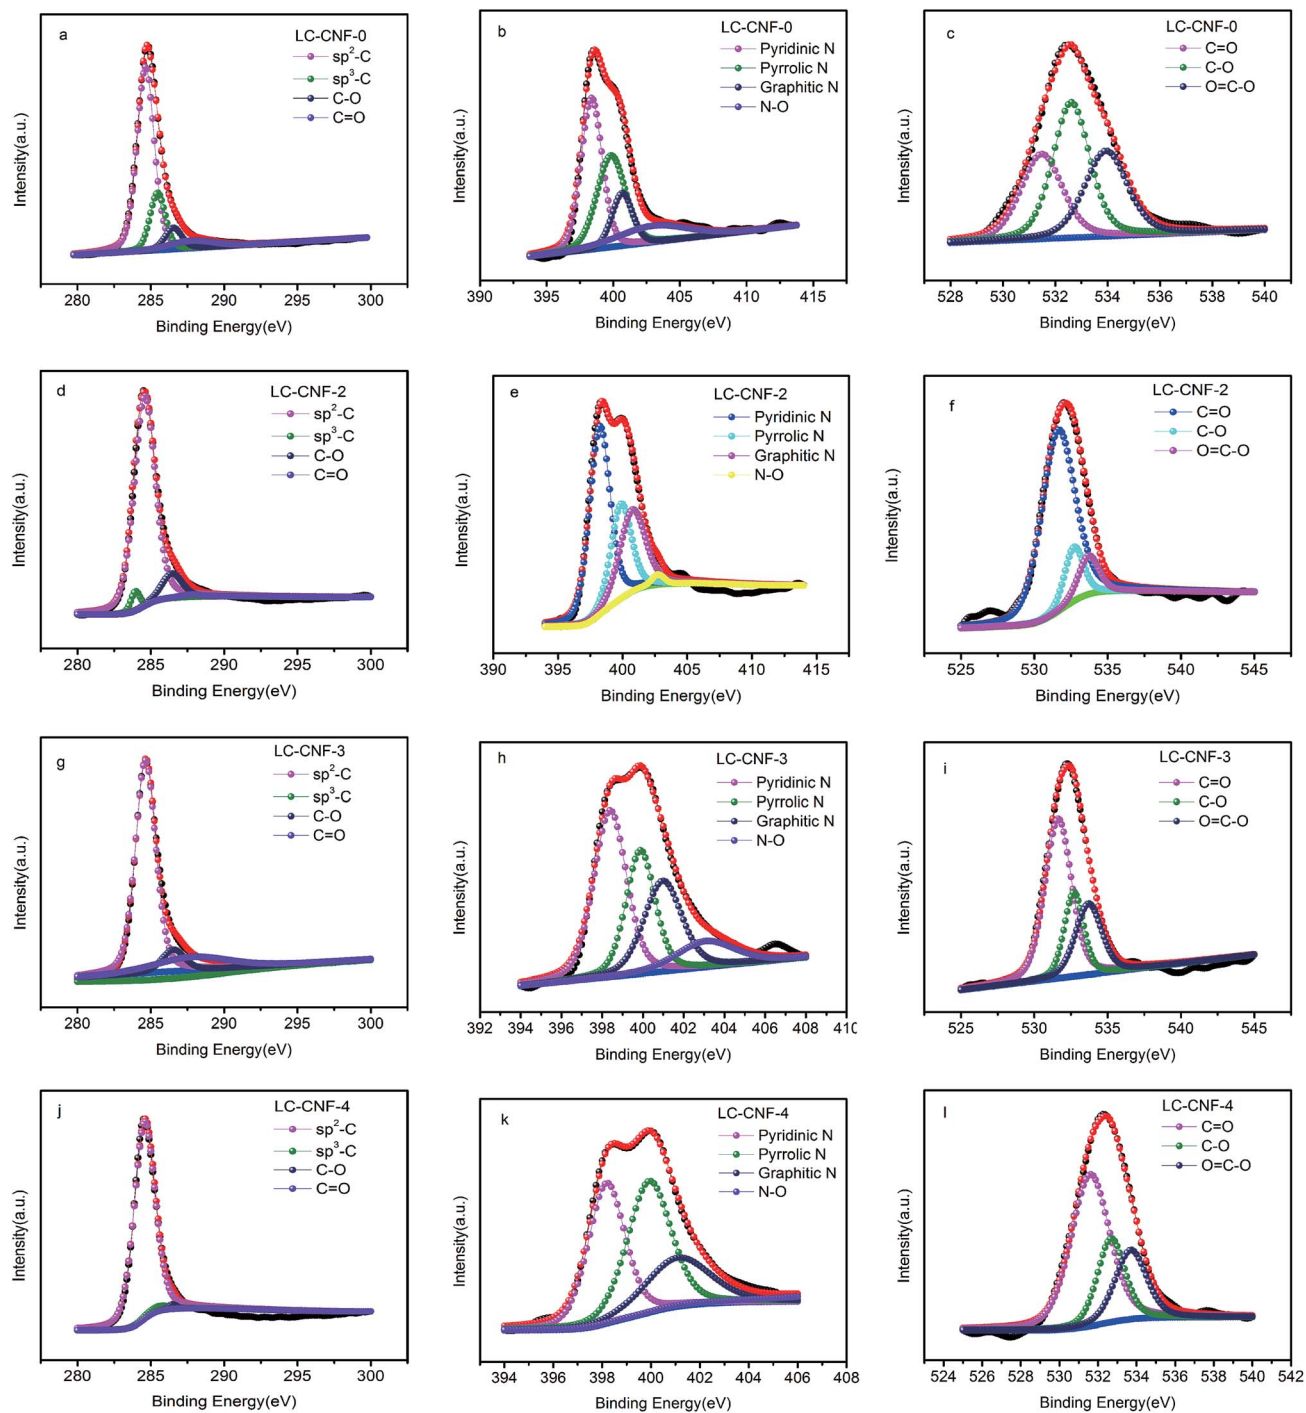 a
LC-CNF-0
sp²-C
sp³-C
C-O
C=O
Intensity(a.u.)
280 285 290 295 300
Binding Energy(eV)
b
LC-CNF-0
Pyridinic N
Pyrrolic N
Graphitic N
N-O
Intensity(a.u.)
390 395 400 405 410 415
Binding Energy(eV)
c
LC-CNF-0
C=O
C-O
O=C-O
Intensity(a.u.)
528 530 532 534 536 538 540
Binding Energy(eV)
d
LC-CNF-2
sp²-C
sp³-C
C-O
C=O
Intensity(a.u.)
280 285 290 295 300
Binding Energy(eV)
e
LC-CNF-2
Pyridinic N
Pyrrolic N
Graphitic N
N-O
Intensity(a.u.)
390 395 400 405 410 415
Binding Energy(eV)
f
LC-CNF-2
C=O
C-O
O=C-O
Intensity(a.u.)
525 530 535 540 545
Binding Energy(eV)
g
LC-CNF-3
sp²-C
sp³-C
C-O
C=O
Intensity(a.u.)
280 285 290 295 300
Binding Energy(eV)
h
LC-CNF-3
Pyridinic N
Pyrrolic N
Graphitic N
N-O
Intensity(a.u.)
392 394 396 398 400 402 404 406 408 410
Binding Energy(eV)
i
LC-CNF-3
C=O
C-O
O=C-O
Intensity(a.u.)
525 530 535 540 545
Binding Energy(eV)
j
LC-CNF-4
sp²-C
sp³-C
C-O
C=O
Intensity(a.u.)
280 285 290 295 300
Binding Energy(eV)
k
LC-CNF-4
Pyridinic N
Pyrrolic N
Graphitic N
N-O
Intensity(a.u.)
394 396 398 400 402 404 406 408
Binding Energy(eV)
l
LC-CNF-4
C=O
C-O
O=C-O
Intensity(a.u.)
524 526 528 530 532 534 536 538 540 542
Binding Energy(eV)